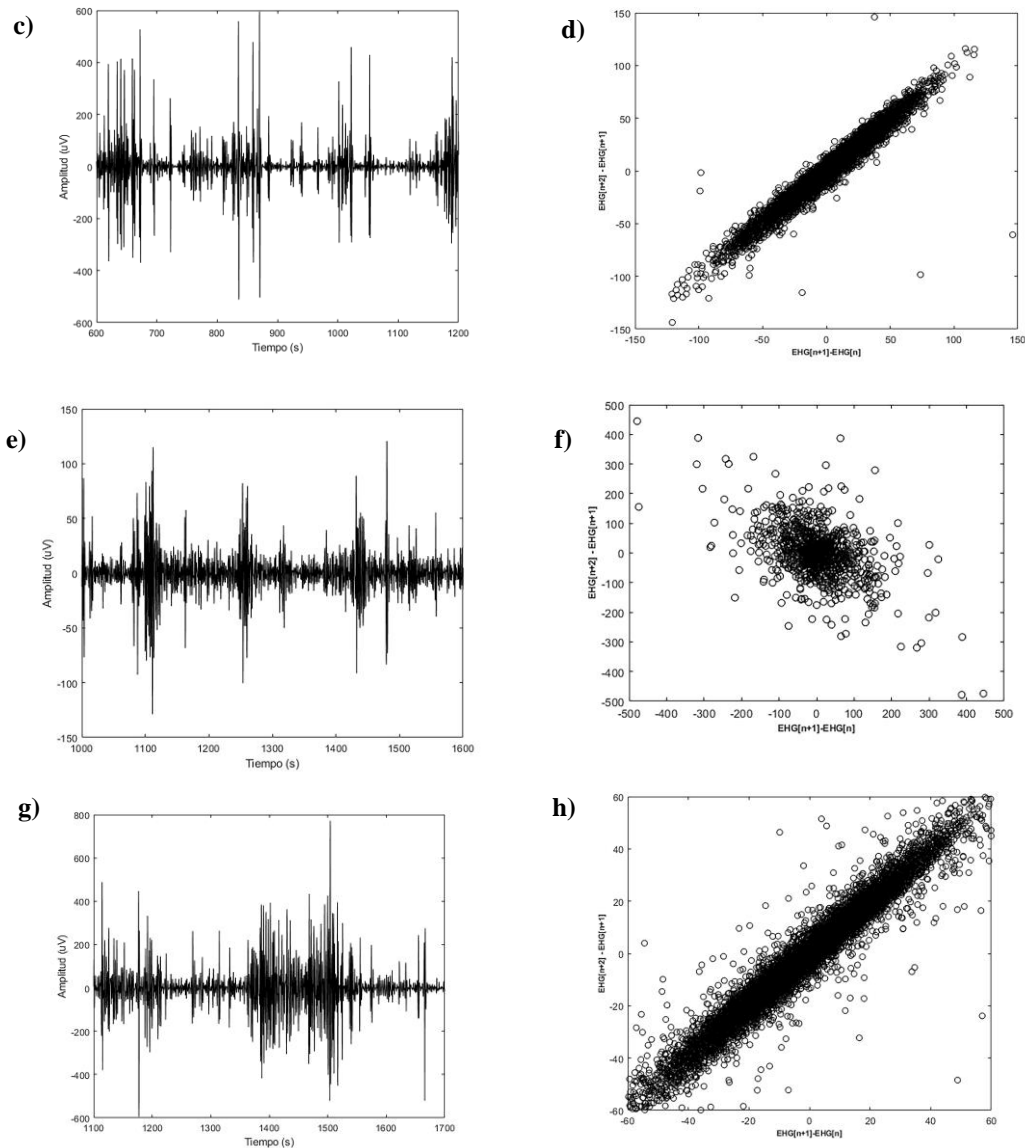 c)
600
400
200
0
-200
-400
-600
Amplitud (uV)
600 700 800 900 1000 1100 1200
Tiempo (s)
d)
150
100
50
0
-50
-100
-150
EHG[n+2] - EHG[n+1]
-150 -100 -50 0 50 100 150
EHG[n+1]-EHG[n]
e)
150
100
50
0
-50
-100
-150
Amplitud (uV)
1000 1100 1200 1300 1400 1500 1600
Tiempo (s)
f)
500
400
300
200
100
0
-100
-200
-300
-400
-500
EHG[n+2] - EHG[n+1]
-500 -400 -300 -200 -100 0 100 200 300 400 500
EHG[n+1]-EHG[n]
g)
800
600
400
200
0
-200
-400
-600
Amplitud (uV)
1100 1200 1300 1400 1500 1600 1700
Tiempo (s)
h)
60
40
20
0
-20
-40
-60
EHG[n+2] - EHG[n+1]
-60 -40 -20 0 20 40 60
EHG[n+1]-EHG[n]